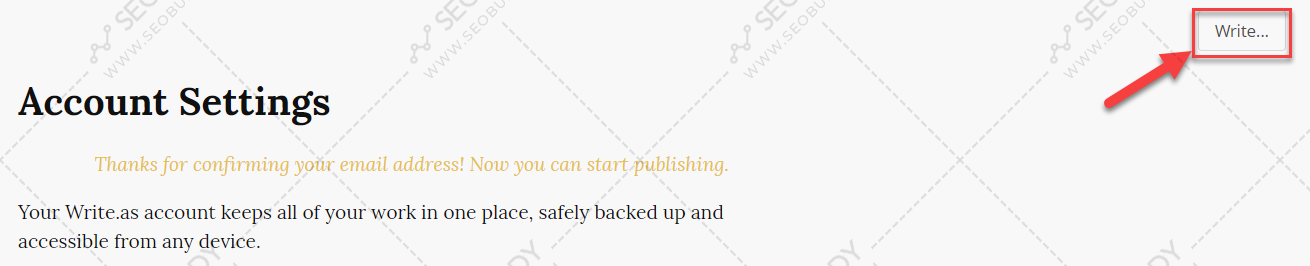 Write...
Account Settings
Thanks for confirming your email address! Now you can start publishing.
Your Write.as account keeps all of your work in one place, safely backed up and
accessible from any device.